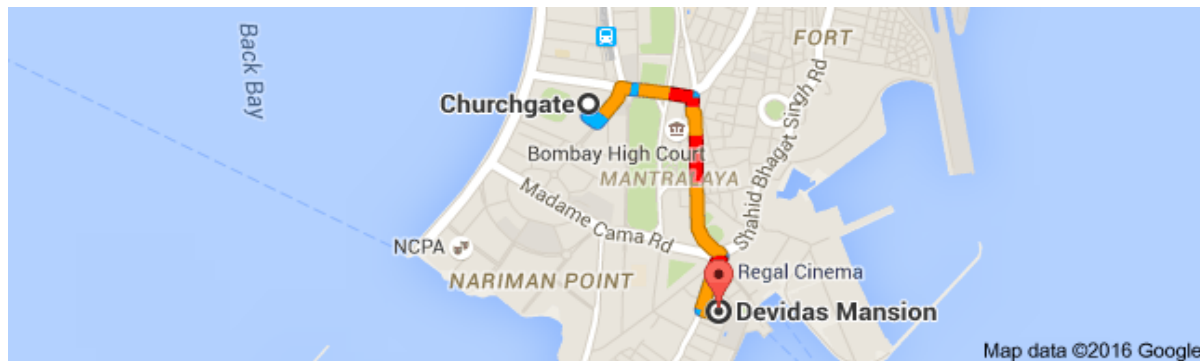 Back Bay
FORT
Churchgate
Shahid Bhagat Singh Rd
Bombay High Court
MANTRALAYA
Madame Cama Rd
NCPA
Regal Cinema
NARIMAN POINT
Devidas Mansion
Map data ©2016 Google